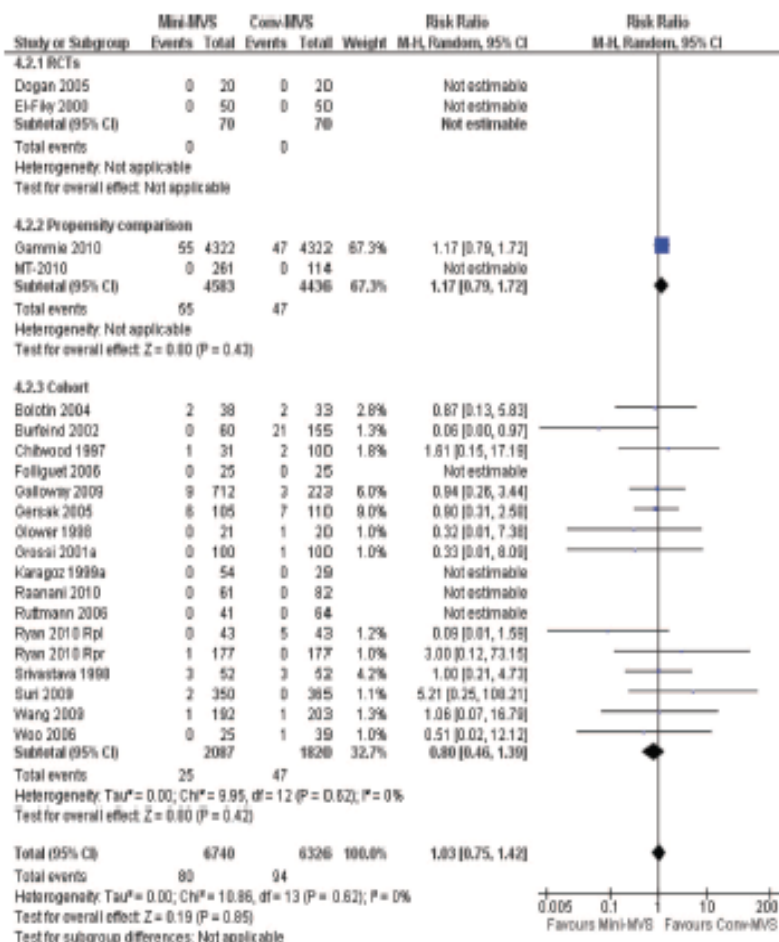 Mini-MVS Conv-MVS Risk Ratio Risk Ratio
Study or Subgroup Events Total Events Total Weight M-H, Random, 95% CI M-H, Random, 95% CI
4.2.1 RCTs
Dogan 2005 0 20 0 20 Not estimable
El-Fiky 2000 0 50 0 50 Not estimable
Subtotal (95% CI) 70 70 Not estimable
Total events 0 0
Heterogeneity: Not applicable
Test for overall effect: Not applicable
4.2.2 Propensity comparison
Gammie 2010 55 4322 47 4322 67.3% 1.17 [0.79, 1.72]
MT-2010 0 261 0 114 Not estimable
Subtotal (95% CI) 4583 4436 67.3% 1.17 [0.79, 1.72]
Total events 55 47
Heterogeneity: Not applicable
Test for overall effect: Z = 0.80 (P = 0.43)
4.2.3 Cohort
Bolotin 2004 2 38 2 33 2.8% 0.87 [0.13, 5.83]
Burfeind 2002 0 60 21 155 1.3% 0.06 [0.00, 0.97]
Chitwood 1997 1 31 2 100 1.8% 1.61 [0.15, 17.19]
Folliguet 2006 0 25 0 25 Not estimable
Galloway 2009 9 712 3 223 6.0% 0.94 [0.26, 3.44]
Gersak 2005 6 105 7 110 9.0% 0.90 [0.31, 2.58]
Glower 1998 0 21 1 20 1.0% 0.32 [0.01, 7.38]
Grossi 2001a 0 100 1 100 1.0% 0.33 [0.01, 8.09]
Karagoz 1999a 0 54 0 29 Not estimable
Raanani 2010 0 61 0 82 Not estimable
Ruttmann 2006 0 41 0 64 Not estimable
Ryan 2010 Rpl 0 43 5 43 1.2% 0.09 [0.01, 1.59]
Ryan 2010 Rpr 1 177 0 177 1.0% 3.00 [0.12, 73.15]
Srivastava 1998 3 52 3 52 4.2% 1.00 [0.21, 4.73]
Suri 2009 2 350 0 365 1.1% 5.21 [0.25, 108.21]
Wang 2009 1 192 1 203 1.3% 1.06 [0.07, 16.79]
Woo 2006 0 25 1 39 1.0% 0.51 [0.02, 12.12]
Subtotal (95% CI) 2087 1820 32.7% 0.80 [0.46, 1.39]
Total events 25 47
Heterogeneity: Tau² = 0.00; Chi² = 9.95, df = 12 (P = 0.62); I² = 0%
Test for overall effect: Z = 0.80 (P = 0.42)
Total (95% CI) 6740 6326 100.0% 1.03 [0.75, 1.42]
Total events 80 94
Heterogeneity: Tau² = 0.00; Chi² = 10.86, df = 13 (P = 0.62); I² = 0%
Test for overall effect: Z = 0.19 (P = 0.85)
Test for subgroup differences: Not applicable
0.005 0.1 1 10 200
Favours Mini-MVS Favours Conv-MVS